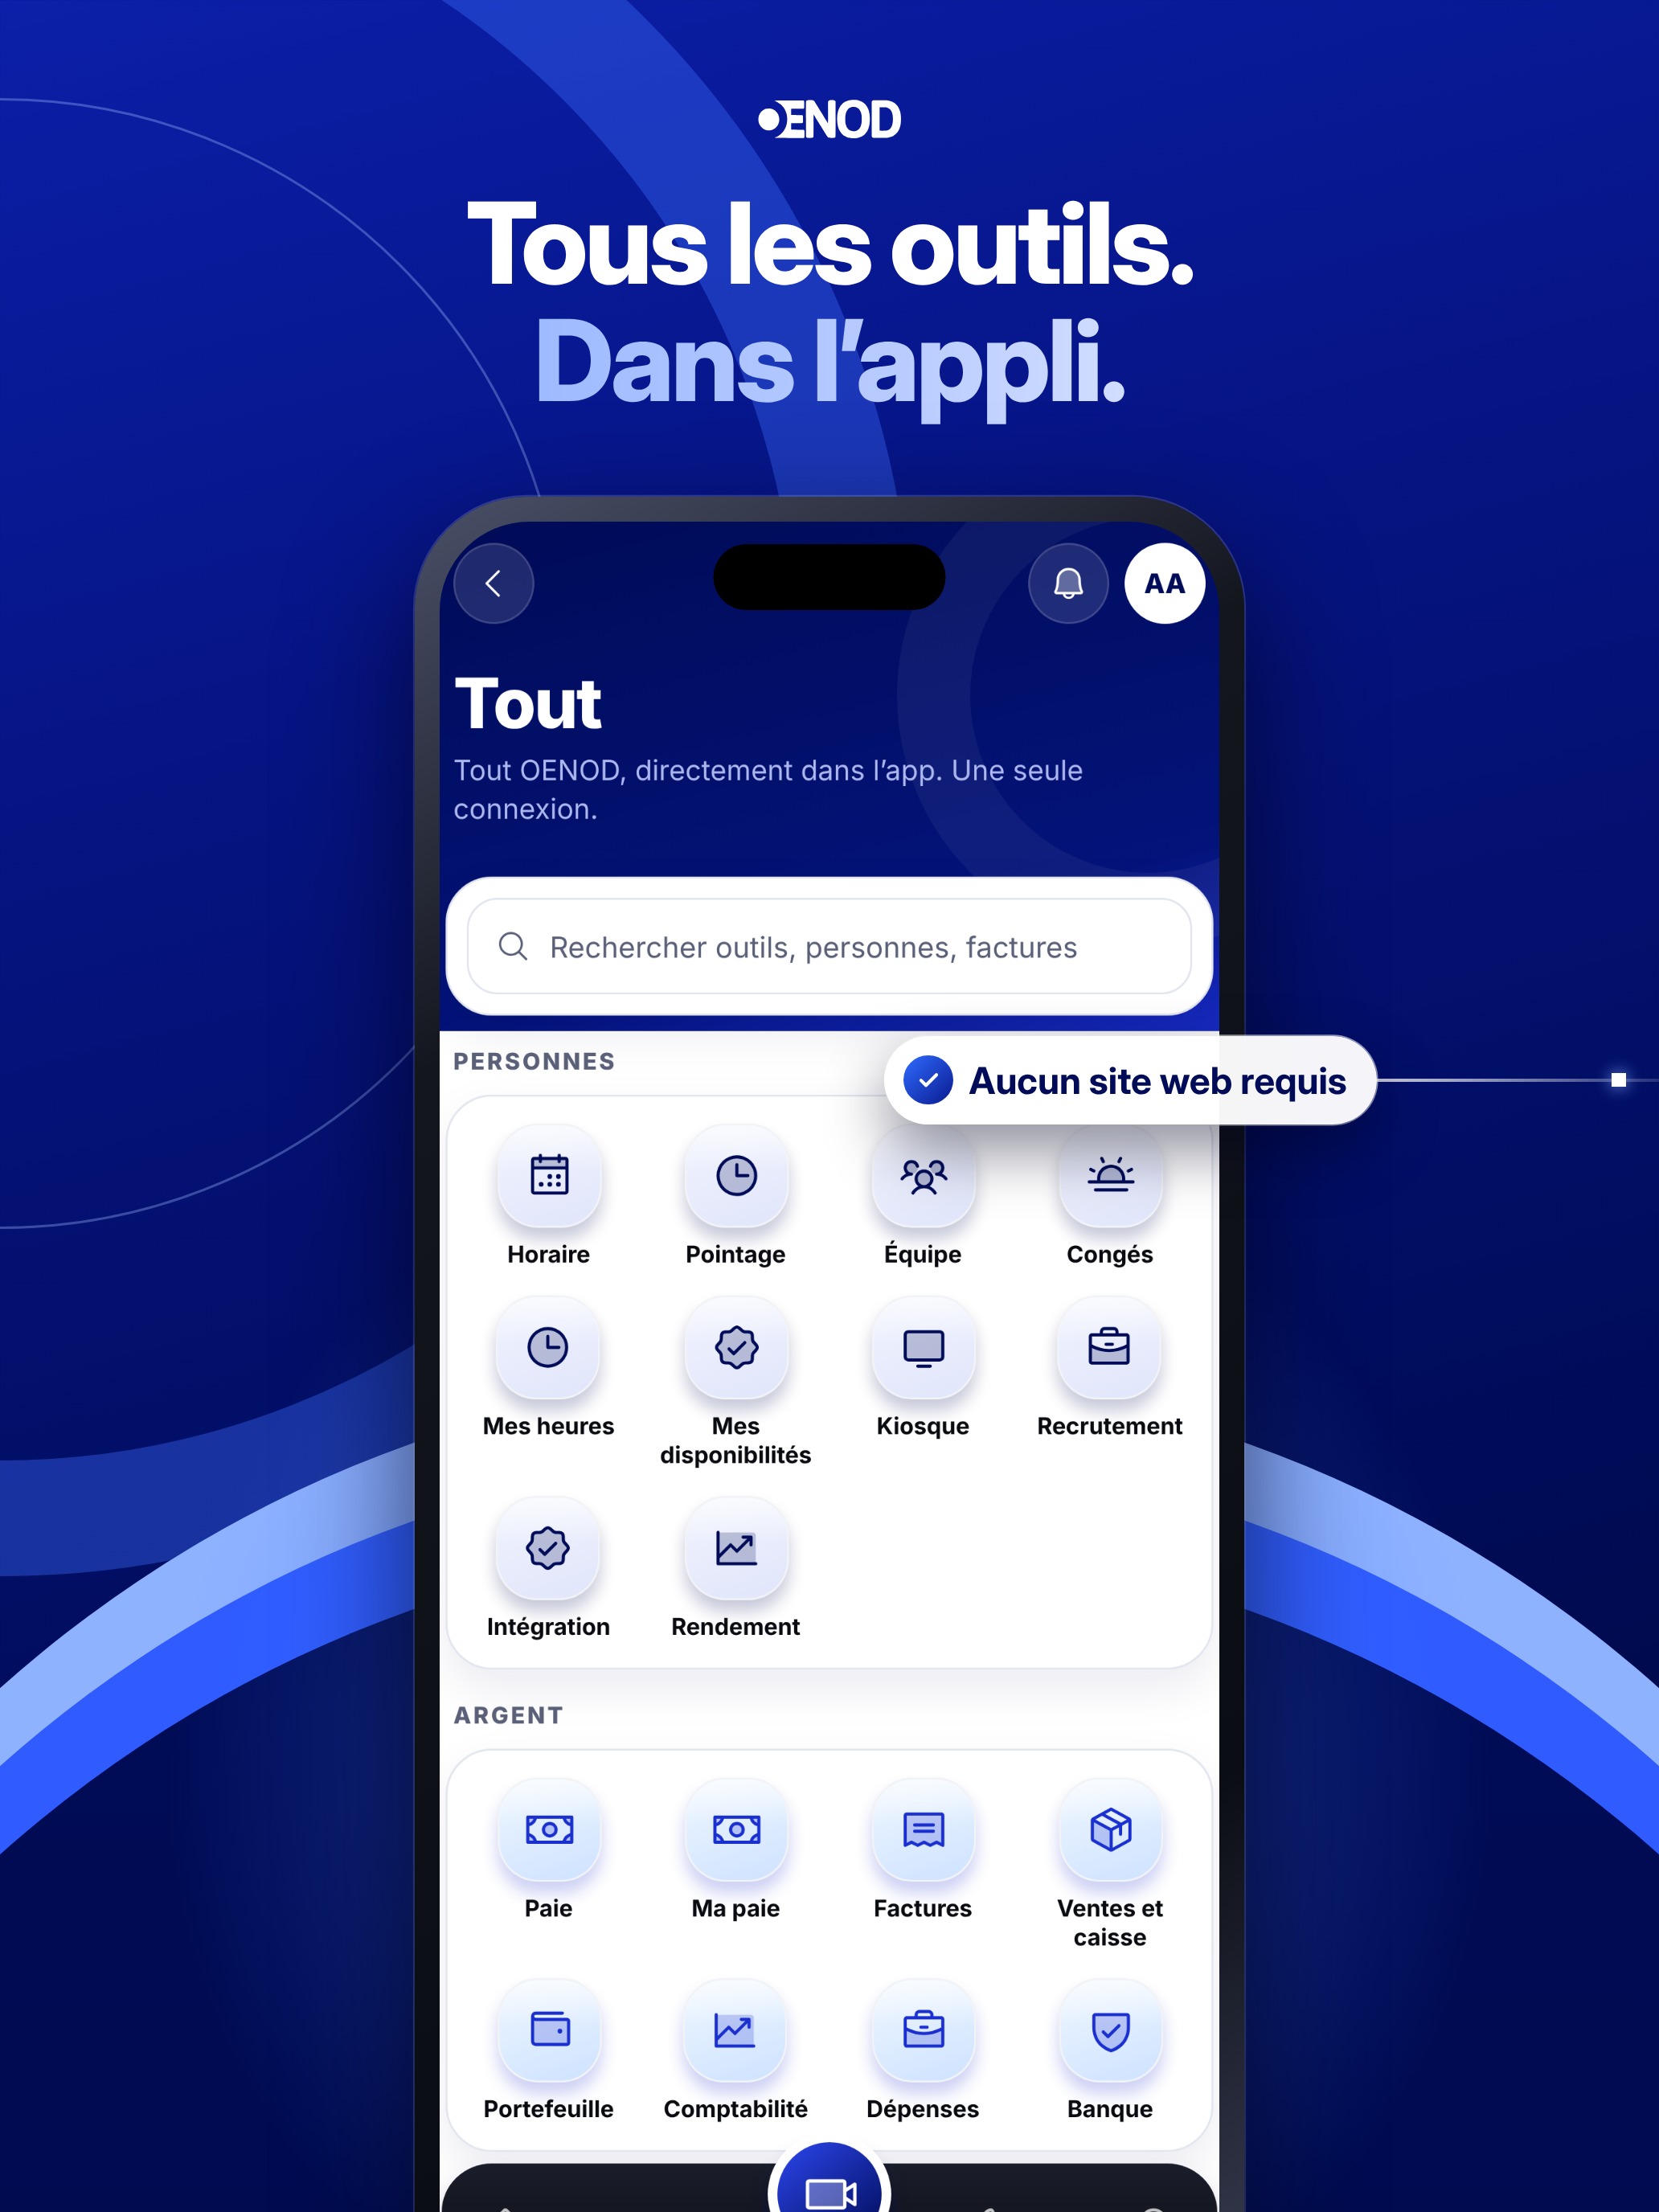 OENOD
Tous les outils.
Dans l’appli.
AA
Tout
Tout OENOD, directement dans l’app. Une seule
connexion.
Rechercher outils, personnes, factures
PERSONNES
Aucun site web requis
Horaire
Pointage
Équipe
Congés
Mes heures
Mes
disponibilités
Kiosque
Recrutement
Intégration
Rendement
ARGENT
Paie
Ma paie
Factures
Ventes et
caisse
Portefeuille
Comptabilité
Dépenses
Banque